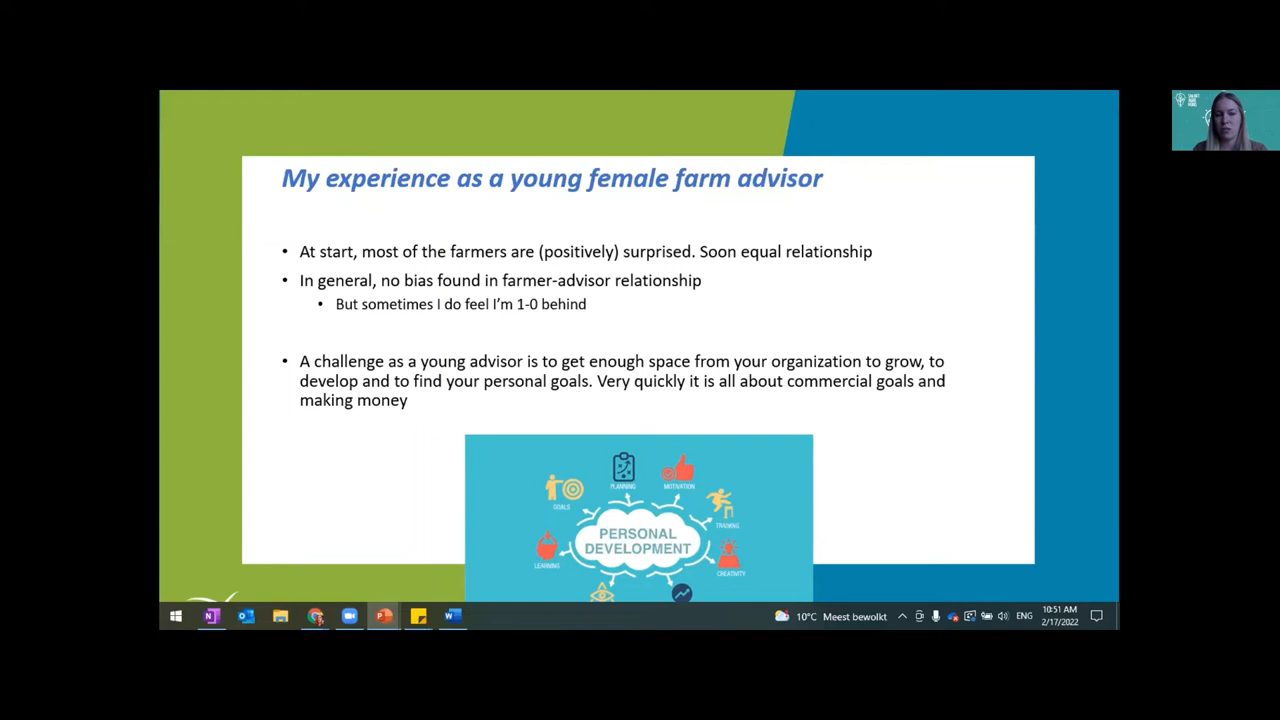 My experience as a young female farm advisor
• At start, most of the farmers are (positively) surprised. Soon equal relationship
• In general, no bias found in farmer-advisor relationship
• But sometimes I do feel I'm 1-0 behind
• A challenge as a young advisor is to get enough space from your organization to grow, to
develop and to find your personal goals. Very quickly it is all about commercial goals and
making money
PLANNING
MOTIVATION
GOALS
TRAINING
PERSONAL
DEVELOPMENT
LEARNING
CREATIVITY
10°C Meest bewolkt
ENG
10:51 AM
2/17/2022